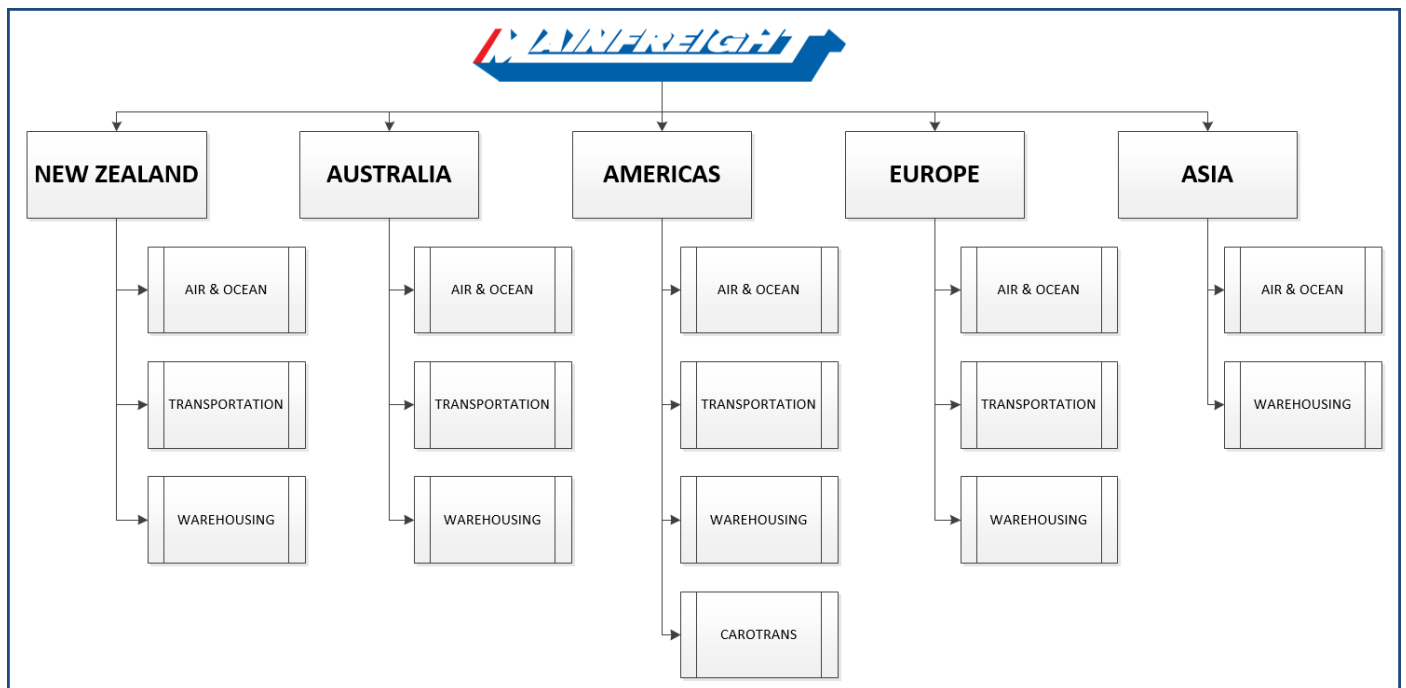 MAINFREIGHT
NEW ZEALAND
AUSTRALIA
AMERICAS
EUROPE
ASIA
AIR & OCEAN
AIR & OCEAN
AIR & OCEAN
AIR & OCEAN
AIR & OCEAN
TRANSPORTATION
TRANSPORTATION
TRANSPORTATION
TRANSPORTATION
WAREHOUSING
WAREHOUSING
WAREHOUSING
WAREHOUSING
WAREHOUSING
CAROTRANS